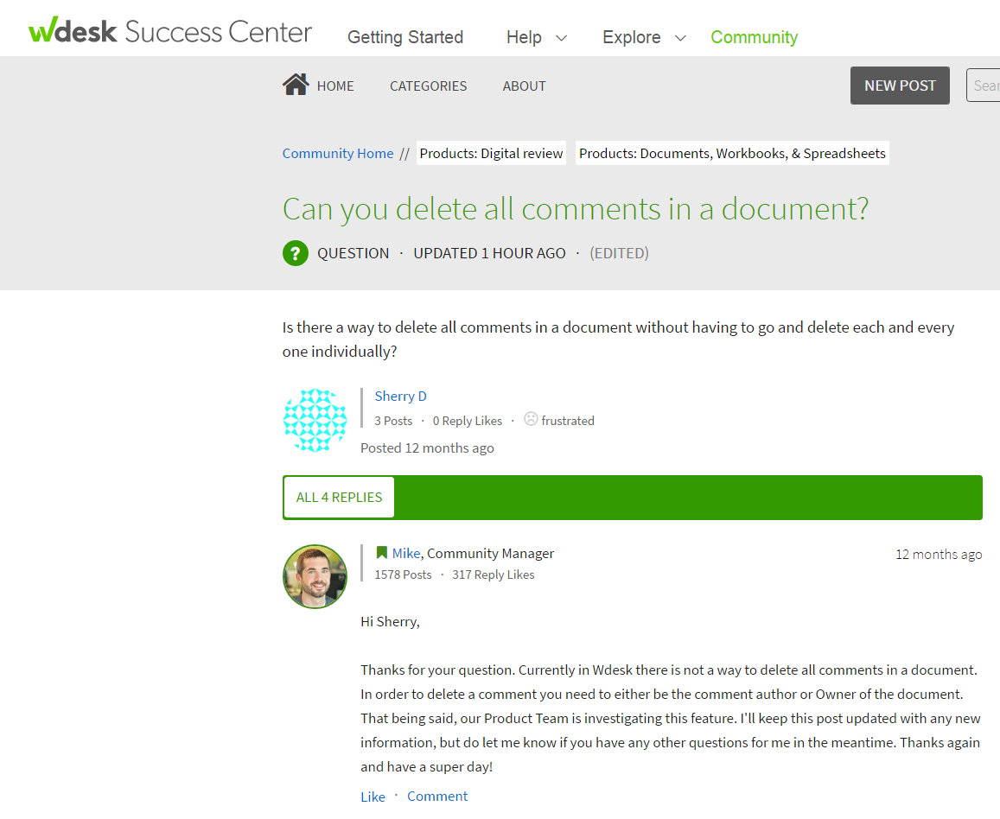 wdesk Success Center
Getting Started
Help
Explore
Community
HOME
CATEGORIES
ABOUT
NEW POST
Sear
Community Home // Products: Digital review Products: Documents, Workbooks, & Spreadsheets
Can you delete all comments in a document?
? QUESTION · UPDATED 1 HOUR AGO · (EDITED)
Is there a way to delete all comments in a document without having to go and delete each and every
one individually?
Sherry D
3 Posts · 0 Reply Likes · frustrated
Posted 12 months ago
ALL 4 REPLIES
Mike, Community Manager
12 months ago
1578 Posts · 317 Reply Likes
Hi Sherry,
Thanks for your question. Currently in Wdesk there is not a way to delete all comments in a document.
In order to delete a comment you need to either be the comment author or Owner of the document.
That being said, our Product Team is investigating this feature. I'll keep this post updated with any new
information, but do let me know if you have any other questions for me in the meantime. Thanks again
and have a super day!
Like · Comment